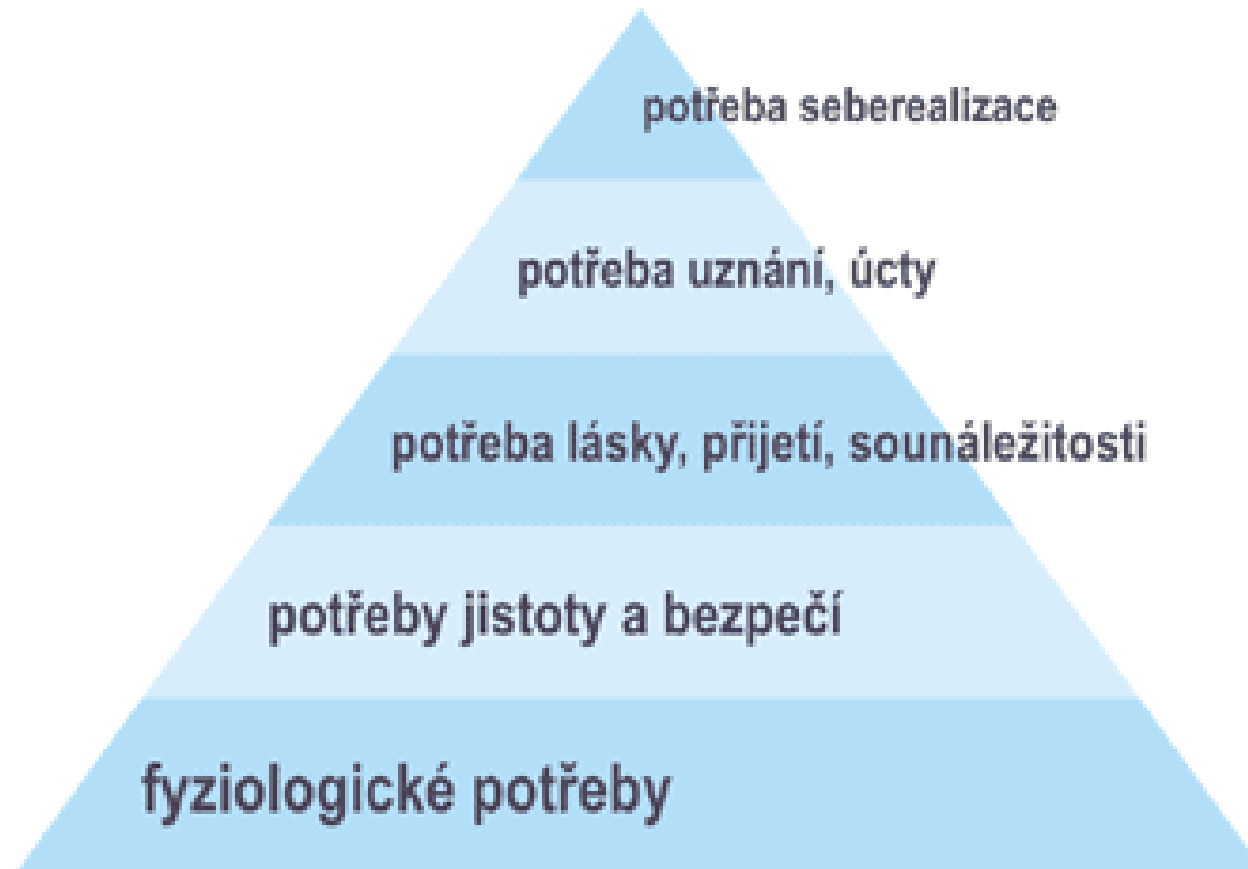 potřeba seberealizace
potřeba uznání, úcty
potřeba lásky, přijetí, sounáležitosti
potřeby jistoty a bezpečí
fyziologické potřeby